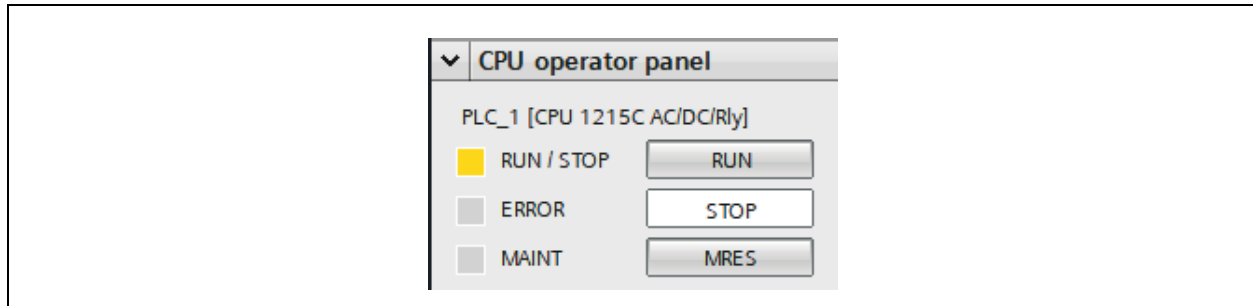 CPU operator panel
PLC_1 [CPU 1215C AC/DC/Rly]
RUN / STOP RUN
ERROR STOP
MAINT MRES